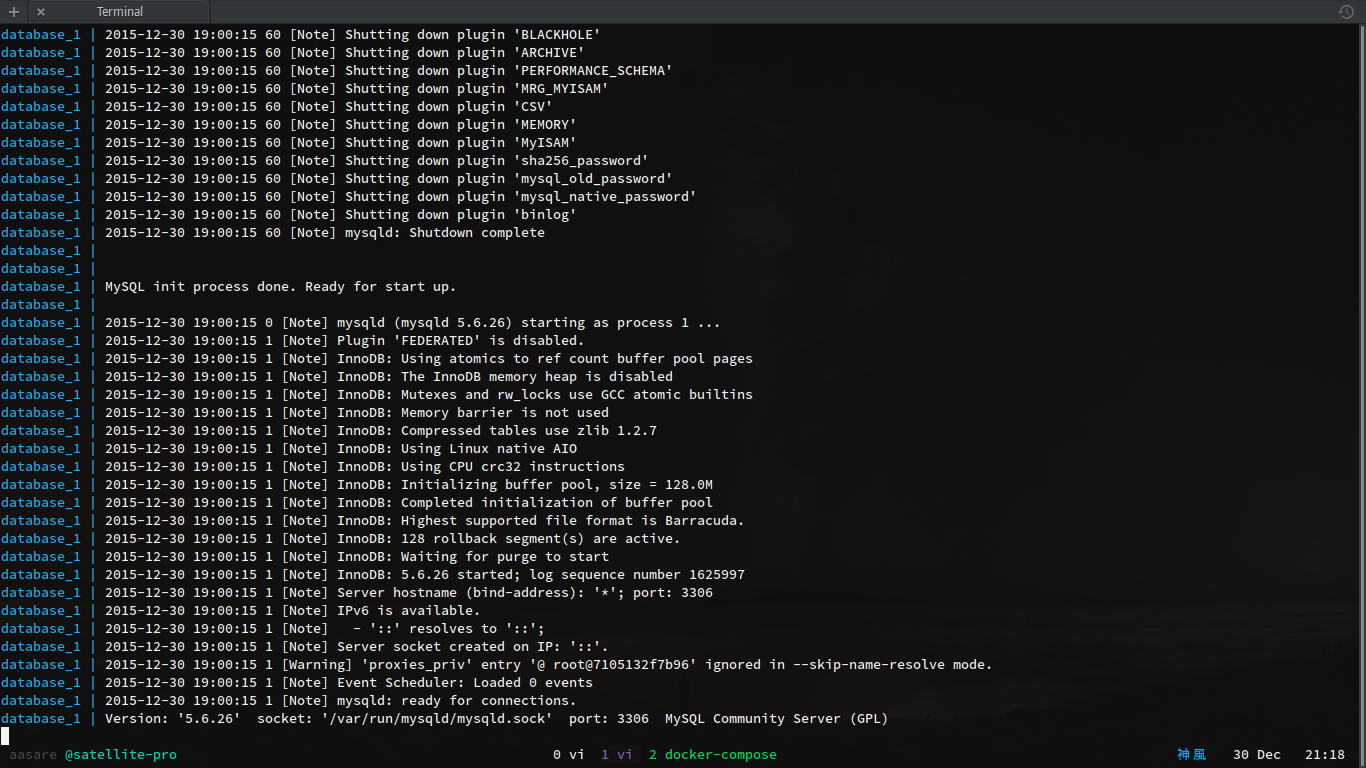 Terminal
database_1 | 2015-12-30 19:00:15 60 [Note] Shutting down plugin 'BLACKHOLE'
database_1 | 2015-12-30 19:00:15 60 [Note] Shutting down plugin 'ARCHIVE'
database_1 | 2015-12-30 19:00:15 60 [Note] Shutting down plugin 'PERFORMANCE_SCHEMA'
database_1 | 2015-12-30 19:00:15 60 [Note] Shutting down plugin 'MRG_MYISAM'
database_1 | 2015-12-30 19:00:15 60 [Note] Shutting down plugin 'CSV'
database_1 | 2015-12-30 19:00:15 60 [Note] Shutting down plugin 'MEMORY'
database_1 | 2015-12-30 19:00:15 60 [Note] Shutting down plugin 'MyISAM'
database_1 | 2015-12-30 19:00:15 60 [Note] Shutting down plugin 'sha256_password'
database_1 | 2015-12-30 19:00:15 60 [Note] Shutting down plugin 'mysql_old_password'
database_1 | 2015-12-30 19:00:15 60 [Note] Shutting down plugin 'mysql_native_password'
database_1 | 2015-12-30 19:00:15 60 [Note] Shutting down plugin 'binlog'
database_1 | 2015-12-30 19:00:15 60 [Note] mysqld: Shutdown complete
database_1 |
database_1 |
database_1 | MySQL init process done. Ready for start up.
database_1 |
database_1 | 2015-12-30 19:00:15 0 [Note] mysqld (mysqld 5.6.26) starting as process 1 ...
database_1 | 2015-12-30 19:00:15 1 [Note] Plugin 'FEDERATED' is disabled.
database_1 | 2015-12-30 19:00:15 1 [Note] InnoDB: Using atomics to ref count buffer pool pages
database_1 | 2015-12-30 19:00:15 1 [Note] InnoDB: The InnoDB memory heap is disabled
database_1 | 2015-12-30 19:00:15 1 [Note] InnoDB: Mutexes and rw_locks use GCC atomic builtins
database_1 | 2015-12-30 19:00:15 1 [Note] InnoDB: Memory barrier is not used
database_1 | 2015-12-30 19:00:15 1 [Note] InnoDB: Compressed tables use zlib 1.2.7
database_1 | 2015-12-30 19:00:15 1 [Note] InnoDB: Using Linux native AIO
database_1 | 2015-12-30 19:00:15 1 [Note] InnoDB: Using CPU crc32 instructions
database_1 | 2015-12-30 19:00:15 1 [Note] InnoDB: Initializing buffer pool, size = 128.0M
database_1 | 2015-12-30 19:00:15 1 [Note] InnoDB: Completed initialization of buffer pool
database_1 | 2015-12-30 19:00:15 1 [Note] InnoDB: Highest supported file format is Barracuda.
database_1 | 2015-12-30 19:00:15 1 [Note] InnoDB: 128 rollback segment(s) are active.
database_1 | 2015-12-30 19:00:15 1 [Note] InnoDB: Waiting for purge to start
database_1 | 2015-12-30 19:00:15 1 [Note] InnoDB: 5.6.26 started; log sequence number 1625997
database_1 | 2015-12-30 19:00:15 1 [Note] Server hostname (bind-address): '*'; port: 3306
database_1 | 2015-12-30 19:00:15 1 [Note] IPv6 is available.
database_1 | 2015-12-30 19:00:15 1 [Note]   - '::' resolves to '::';
database_1 | 2015-12-30 19:00:15 1 [Note] Server socket created on IP: '::'.
database_1 | 2015-12-30 19:00:15 1 [Warning] 'proxies_priv' entry '@ root@7105132f7b96' ignored in --skip-name-resolve mode.
database_1 | 2015-12-30 19:00:15 1 [Note] Event Scheduler: Loaded 0 events
database_1 | 2015-12-30 19:00:15 1 [Note] mysqld: ready for connections.
database_1 | Version: '5.6.26'  socket: '/var/run/mysqld/mysqld.sock'  port: 3306  MySQL Community Server (GPL)
aasare @satellite-pro 0 vi 1 vi 2 docker-compose 神風 30 Dec 21:18